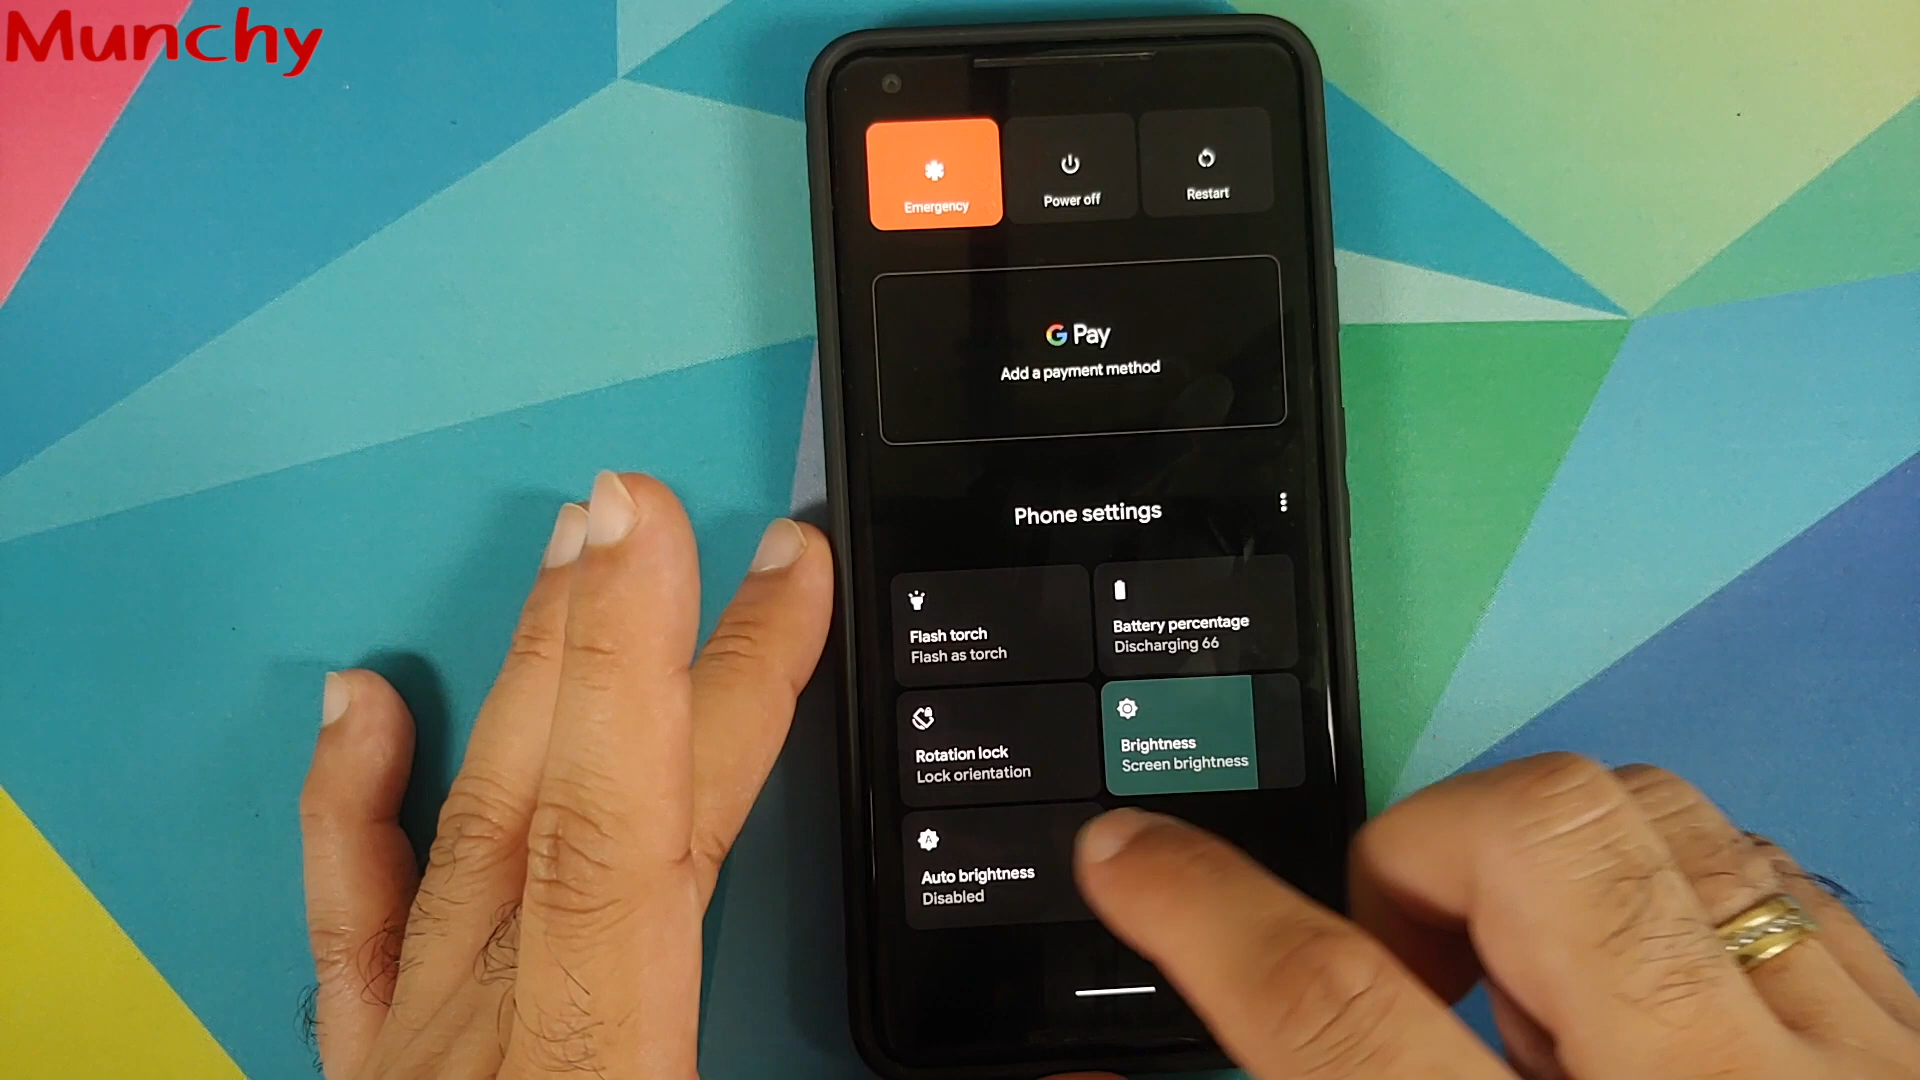 Munchy
Emergency
Power off
Restart
G Pay
Add a payment method
Phone settings
Flash torch
Flash as torch
Battery percentage
Discharging 66
Rotation lock
Lock orientation
Brightness
Screen brightness
Auto brightness
Disabled